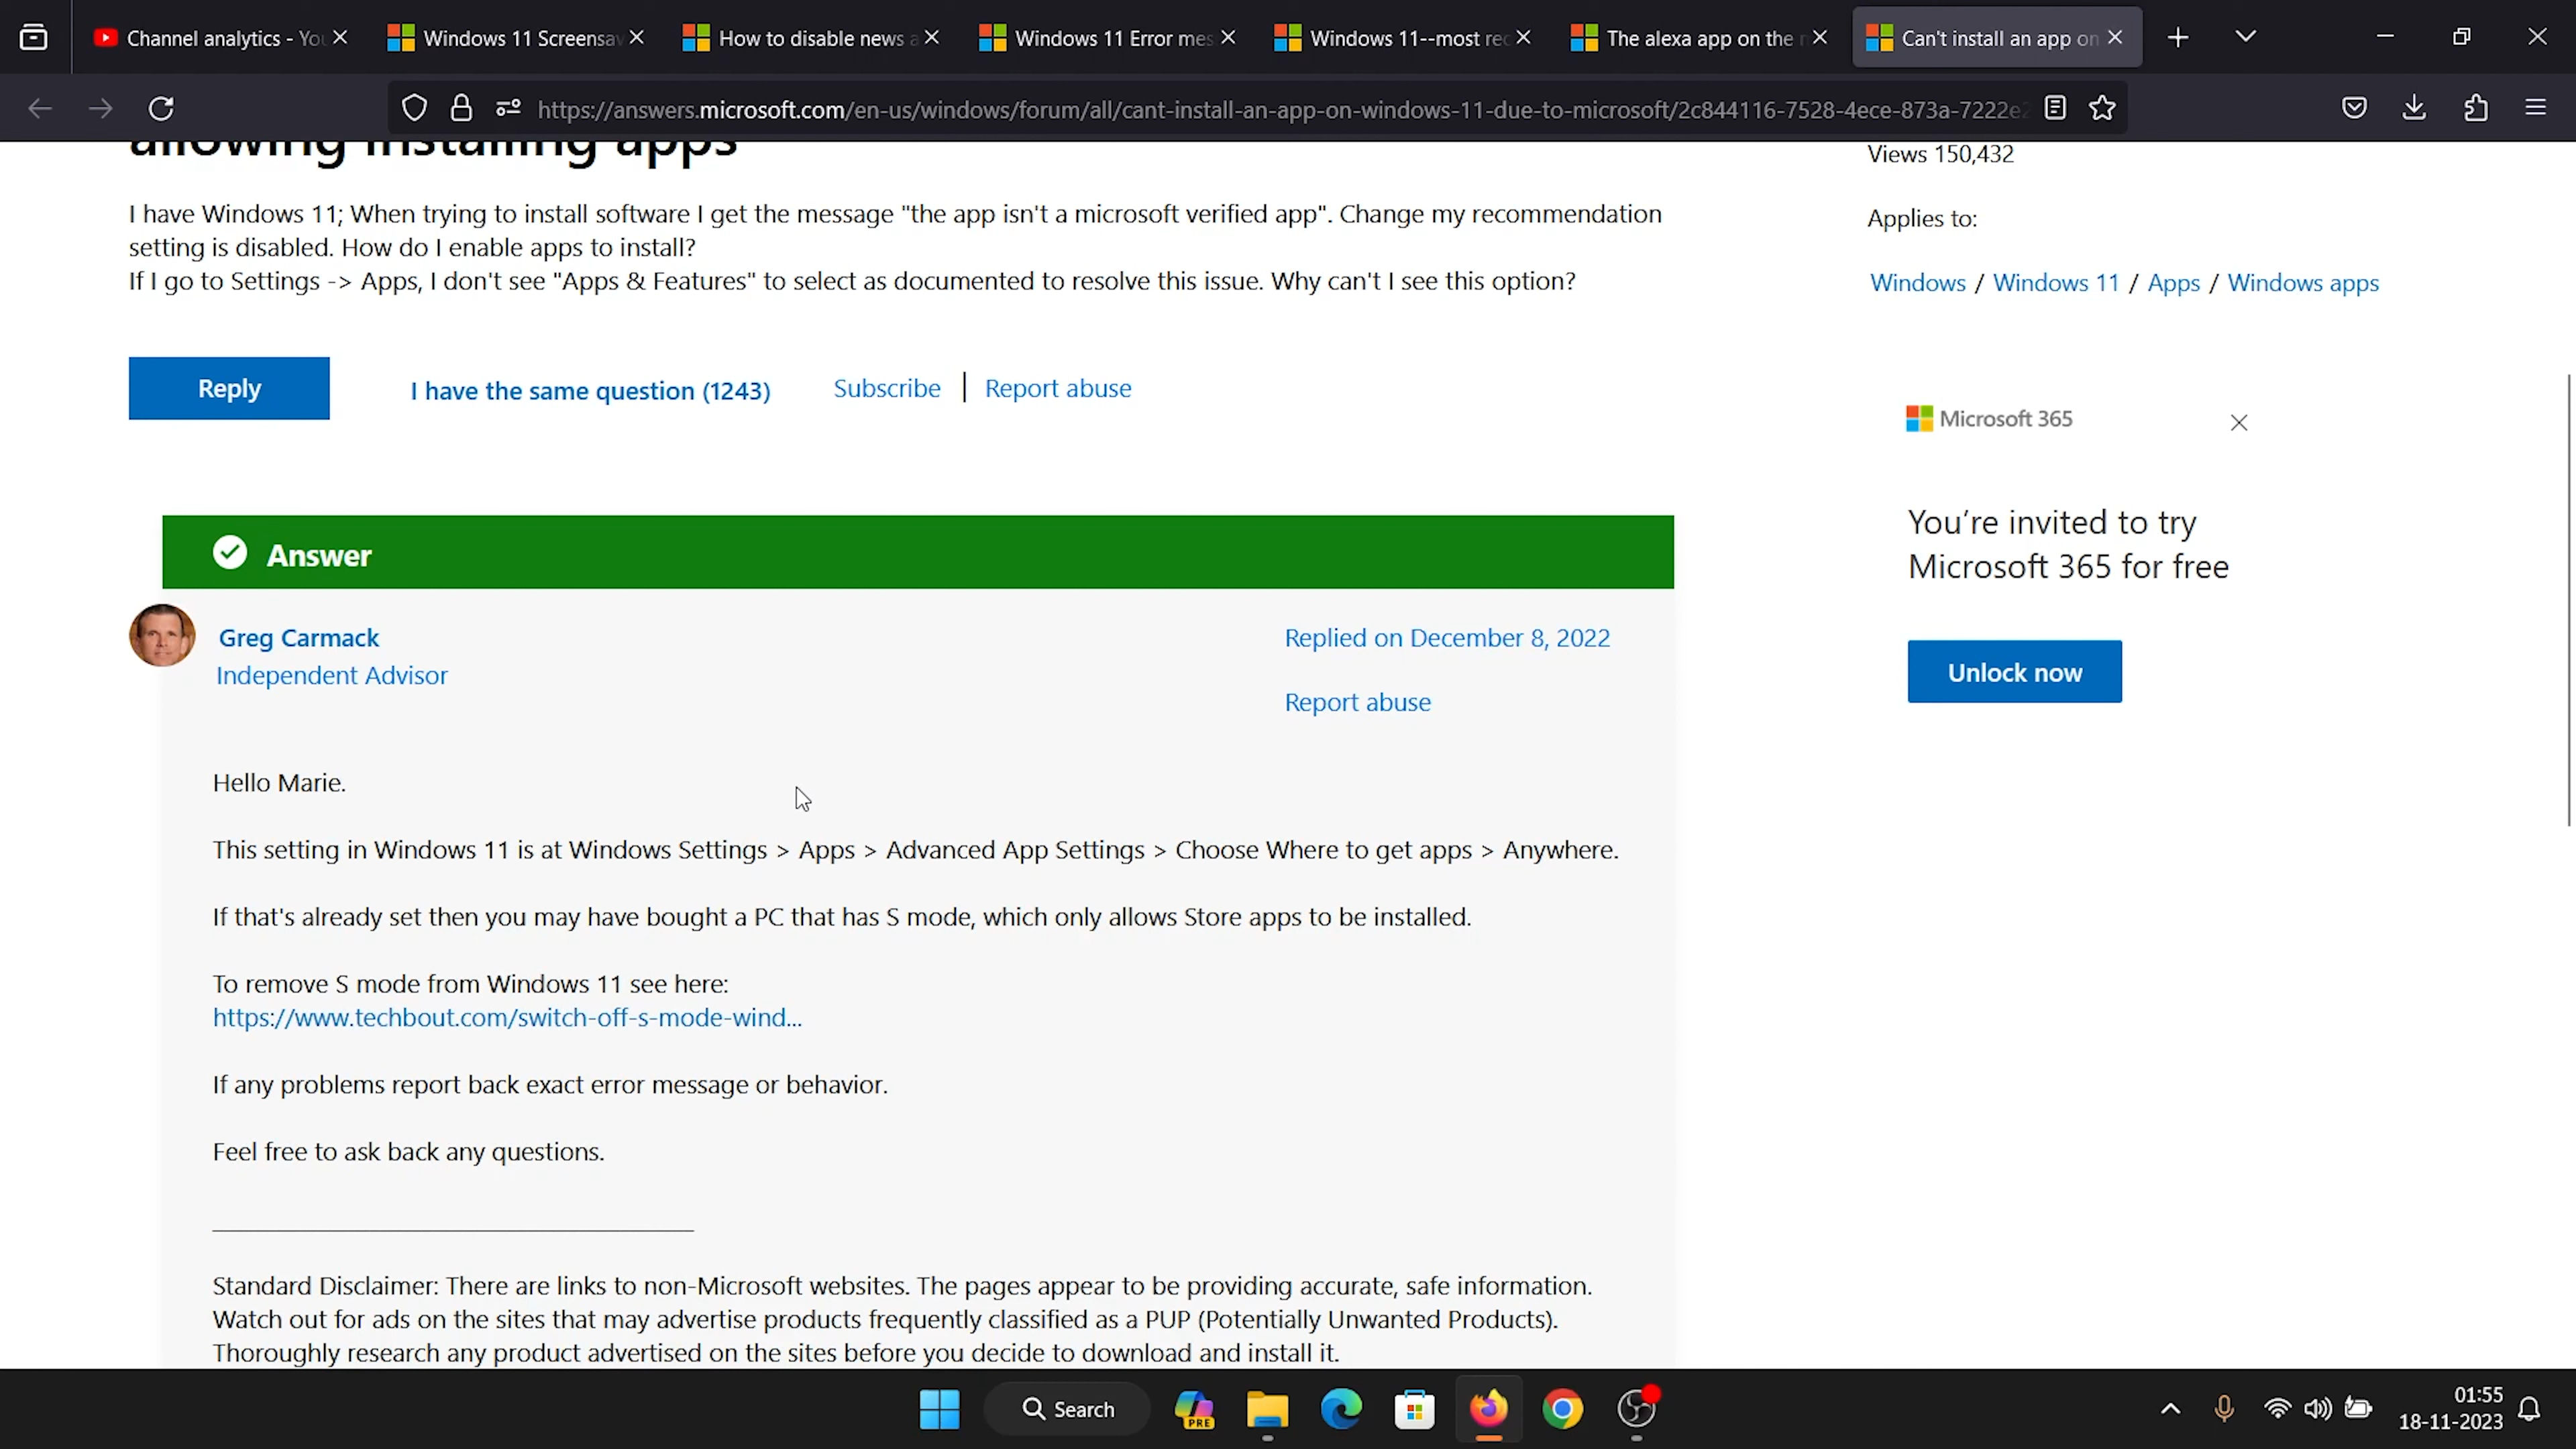 Channel analytics - You
Windows 11 Screensav
How to disable news a
Windows 11 Error mes
Windows 11--most rec
The alexa app on the
Can't install an app on
https://answers.microsoft.com/en-us/windows/forum/all/cant-install-an-app-on-windows-11-due-to-microsoft/2c844116-7528-4ece-873a-7222e2
allowing installing apps
Views 150,432
I have Windows 11; When trying to install software I get the message "the app isn't a microsoft verified app". Change my recommendation
setting is disabled. How do I enable apps to install?
If I go to Settings -> Apps, I don't see "Apps & Features" to select as documented to resolve this issue. Why can't I see this option?
Applies to:
Windows / Windows 11 / Apps / Windows apps
Reply
I have the same question (1243)
Subscribe | Report abuse
Microsoft 365
You're invited to try
Microsoft 365 for free
Unlock now
Answer
Greg Carmack
Independent Advisor
Replied on December 8, 2022
Report abuse
Hello Marie.
This setting in Windows 11 is at Windows Settings > Apps > Advanced App Settings > Choose Where to get apps > Anywhere.
If that's already set then you may have bought a PC that has S mode, which only allows Store apps to be installed.
To remove S mode from Windows 11 see here:
https://www.techbout.com/switch-off-s-mode-wind...
If any problems report back exact error message or behavior.
Feel free to ask back any questions.
Standard Disclaimer: There are links to non-Microsoft websites. The pages appear to be providing accurate, safe information.
Watch out for ads on the sites that may advertise products frequently classified as a PUP (Potentially Unwanted Products).
Thoroughly research any product advertised on the sites before you decide to download and install it.
Search
PRE
01:55
18-11-2023